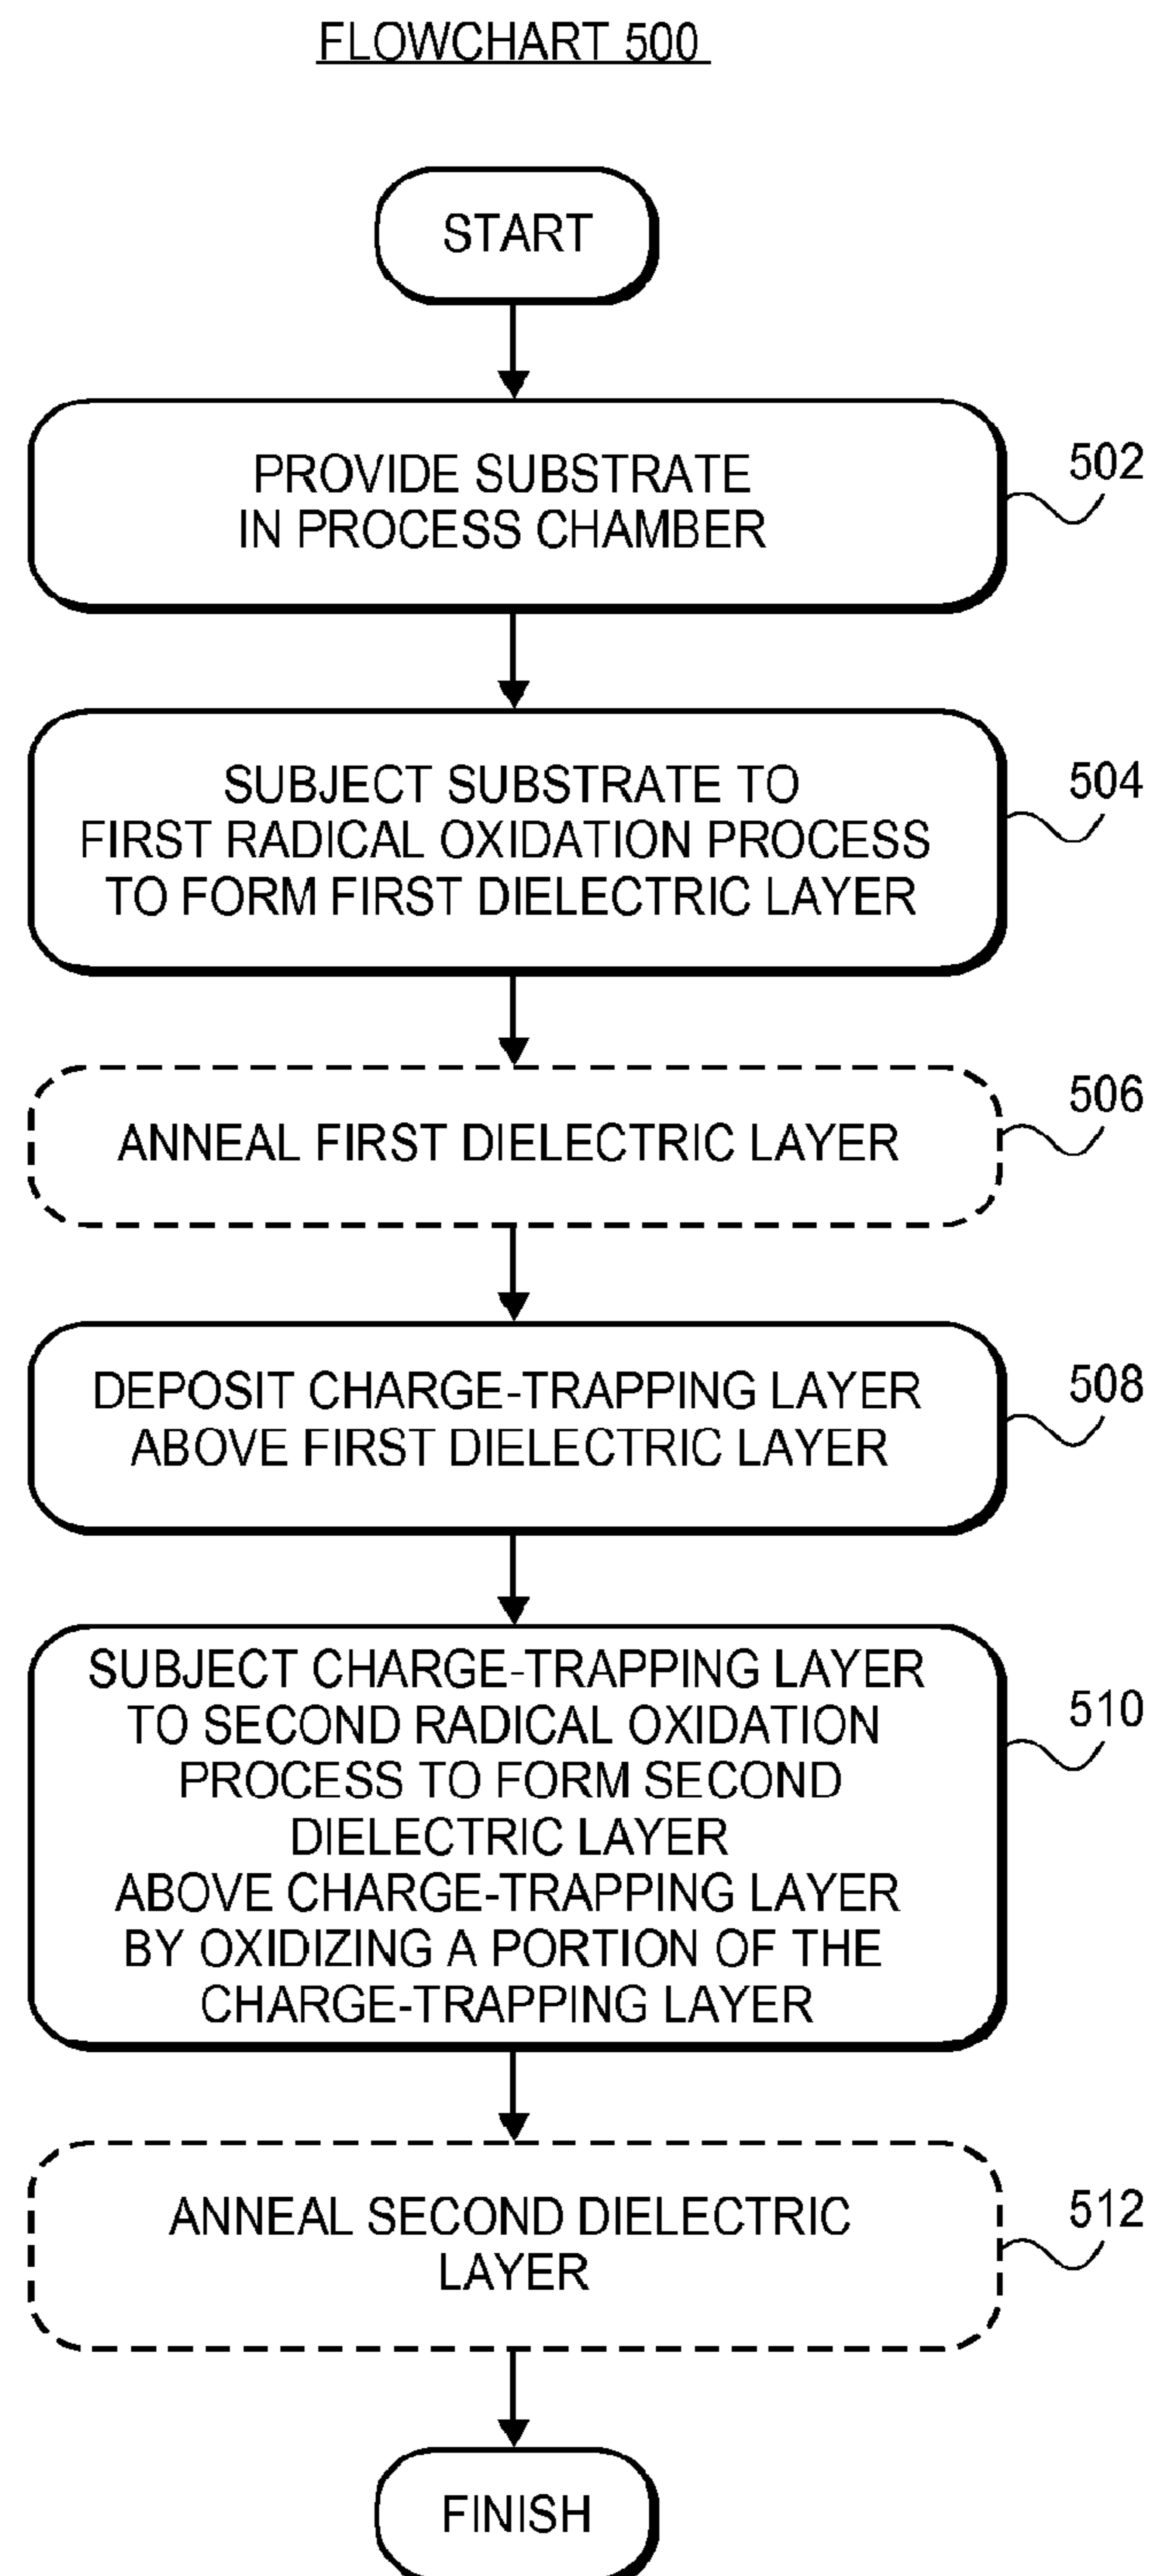 FLOWCHART 500
START
PROVIDE SUBSTRATE
IN PROCESS CHAMBER
502
SUBJECT SUBSTRATE TO
FIRST RADICAL OXIDATION PROCESS
TO FORM FIRST DIELECTRIC LAYER
504
ANNEAL FIRST DIELECTRIC LAYER
506
DEPOSIT CHARGE-TRAPPING LAYER
ABOVE FIRST DIELECTRIC LAYER
508
SUBJECT CHARGE-TRAPPING LAYER
TO SECOND RADICAL OXIDATION
PROCESS TO FORM SECOND
DIELECTRIC LAYER
ABOVE CHARGE-TRAPPING LAYER
BY OXIDIZING A PORTION OF THE
CHARGE-TRAPPING LAYER
510
ANNEAL SECOND DIELECTRIC
LAYER
512
FINISH